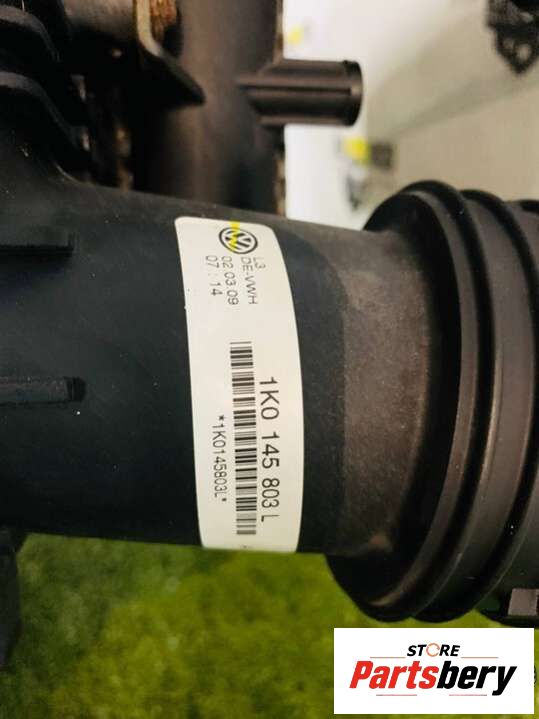 L3
DE-VWH
02.03.09
07:14
1K0 145 803 L
*1K0145803L*
STORE
Partsbery